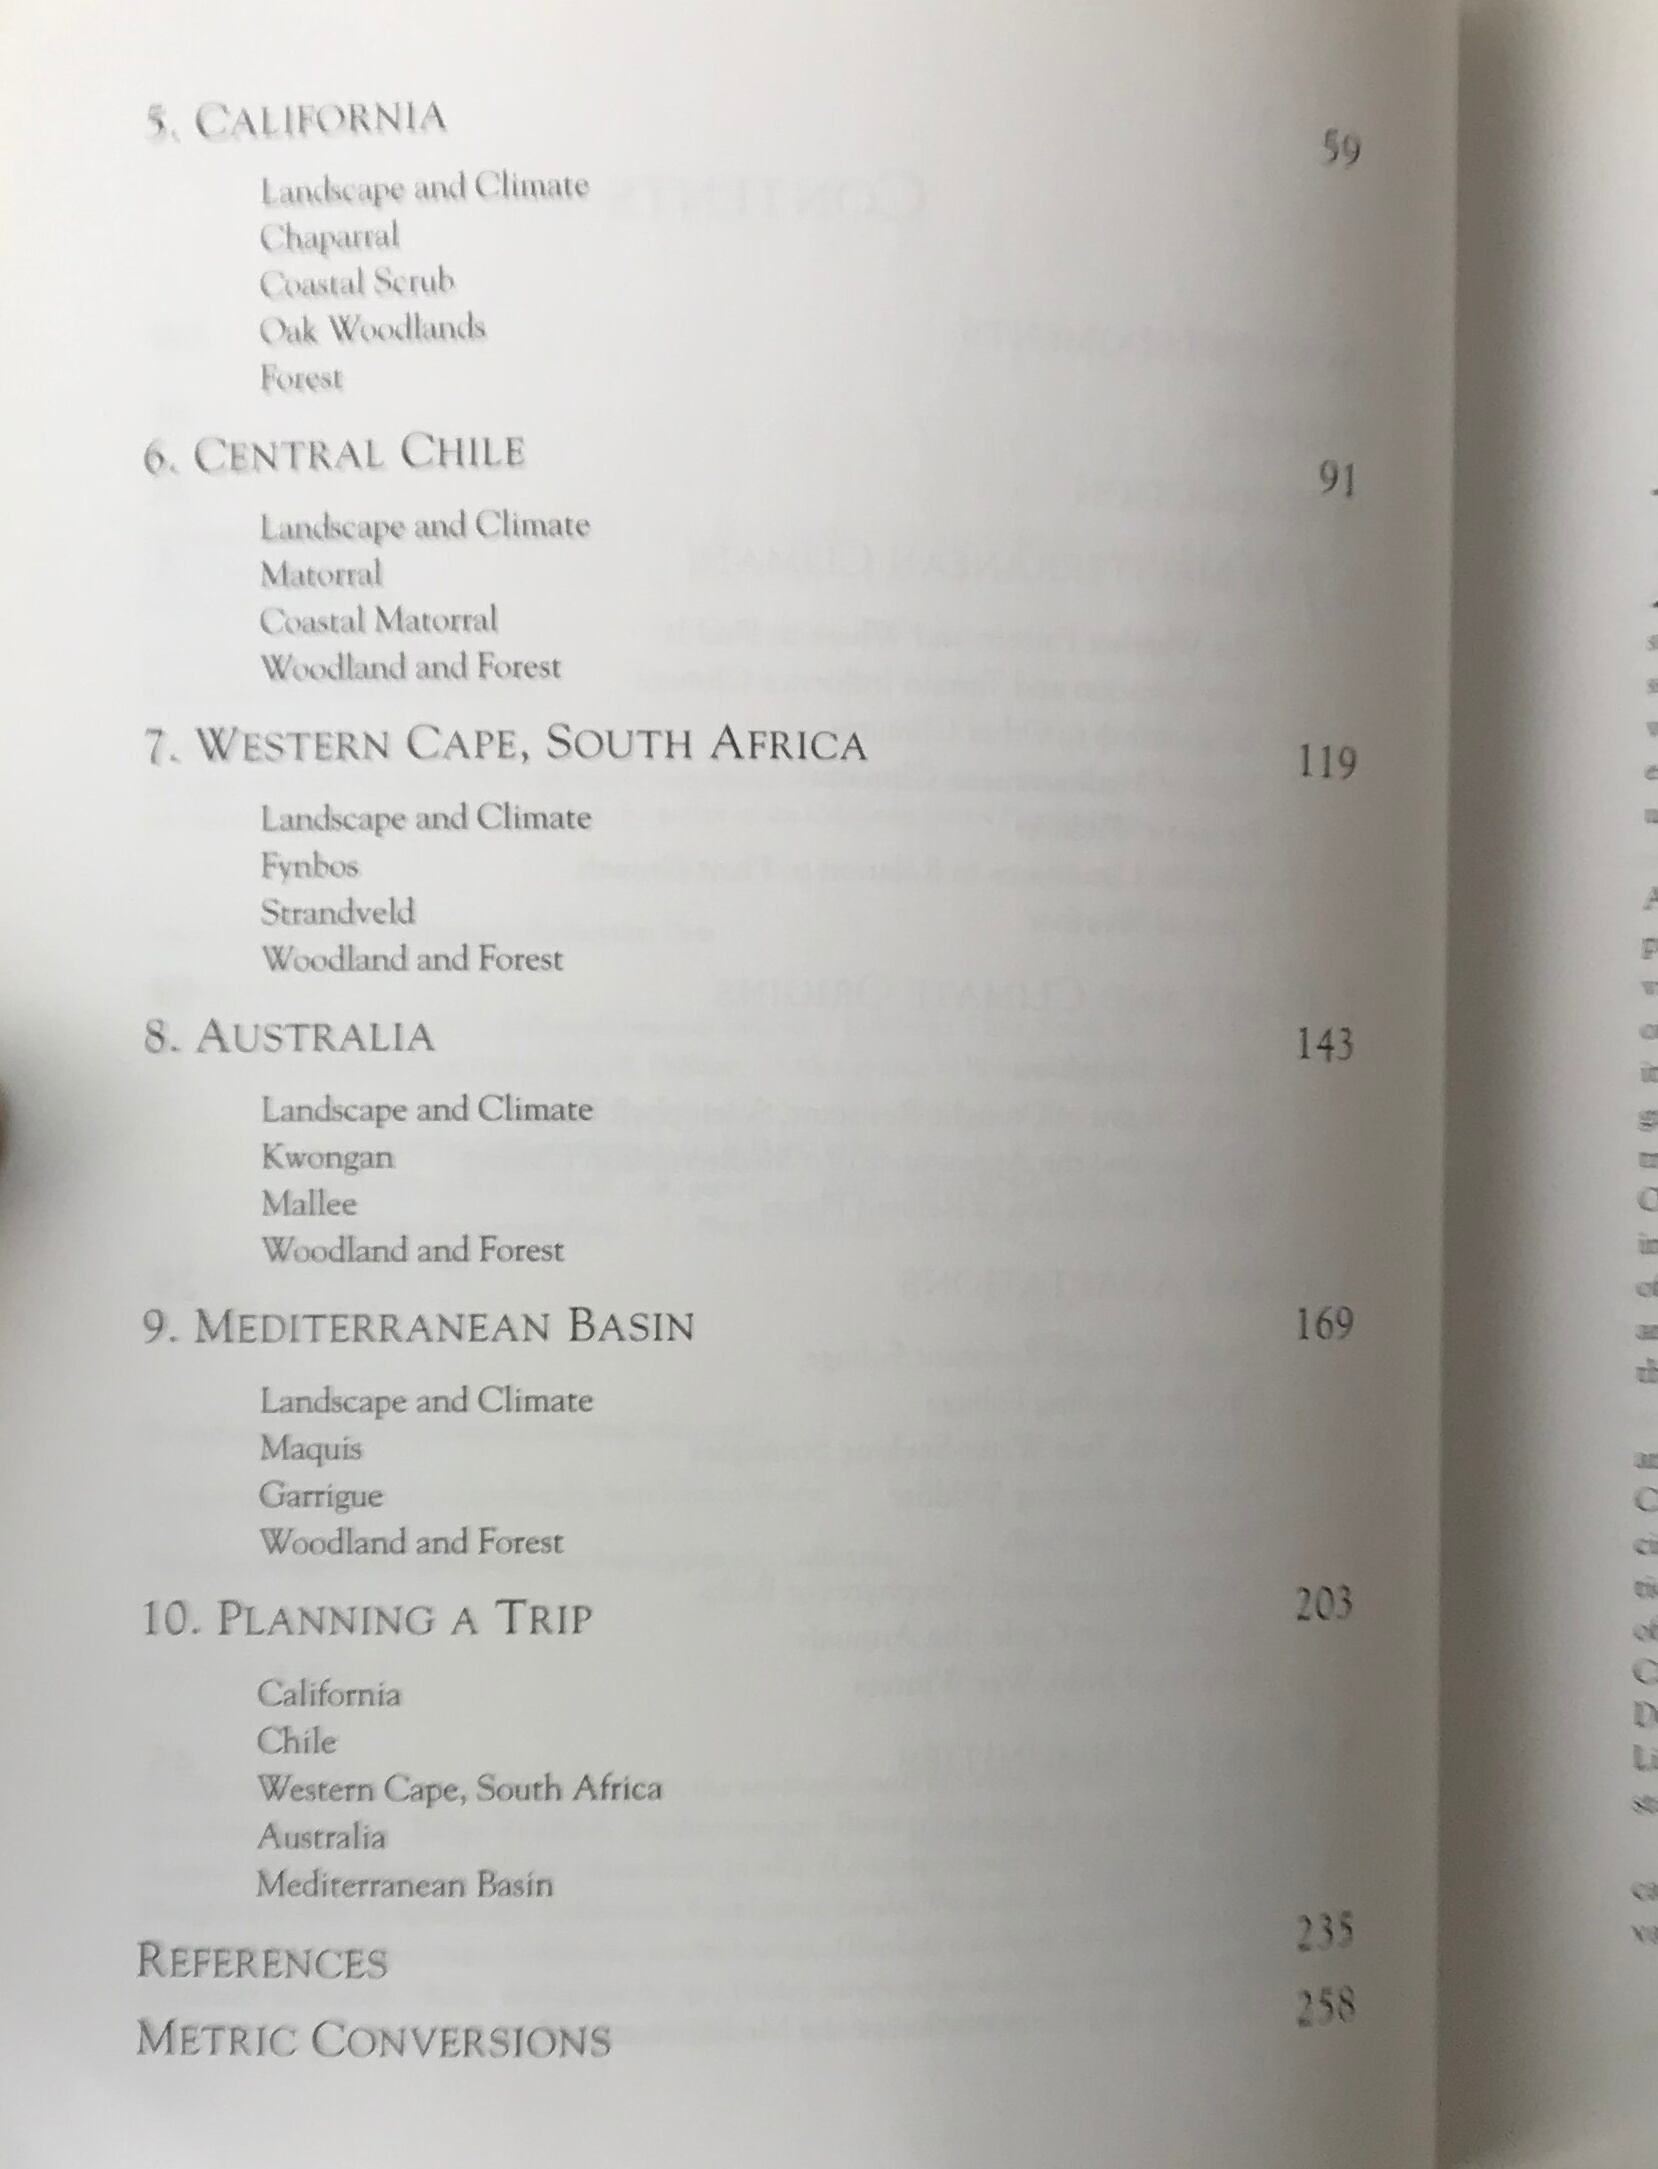 5. CALIFORNIA 59
Landscape and Climate
Chaparral
Coastal Scrub
Oak Woodlands
Forest
6. CENTRAL CHILE 91
Landscape and Climate
Matorral
Coastal Matorral
Woodland and Forest
7. WESTERN CAPE, SOUTH AFRICA 119
Landscape and Climate
Fynbos
Strandveld
Woodland and Forest
8. AUSTRALIA 143
Landscape and Climate
Kwongan
Mallee
Woodland and Forest
9. MEDITERRANEAN BASIN 169
Landscape and Climate
Maquis
Garrigue
Woodland and Forest
10. PLANNING A TRIP 203
California
Chile
Western Cape, South Africa
Australia
Mediterranean Basin
REFERENCES 235
METRIC CONVERSIONS 258